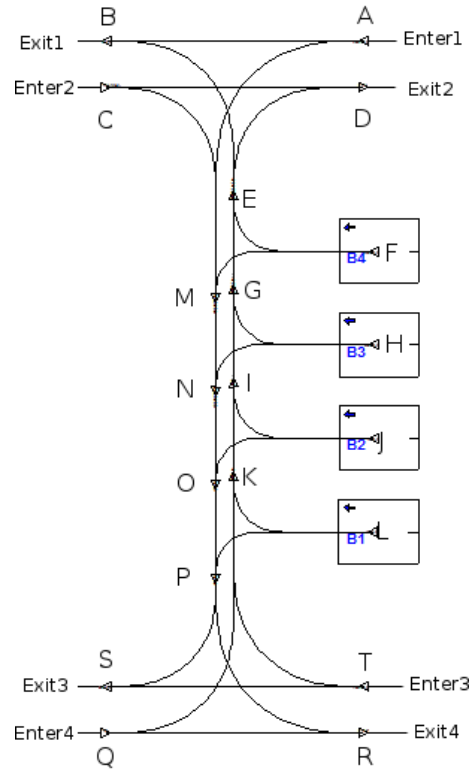 B A
Exit1 Enter1
Enter2 Exit2
C D
E
B4 F
M G
B3 H
N I
B2 J
O K
B1 L
P
S T
Exit3 Enter3
Enter4 Exit4
Q R